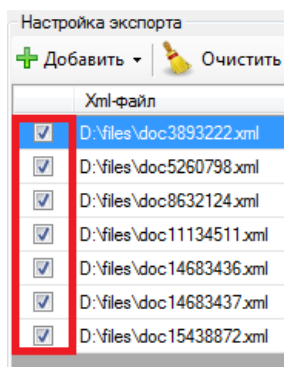 Настройка экспорта
Добавить Очистить
Xml-файл
D:\files\doc3893222.xml
D:\files\doc5260798.xml
D:\files\doc8632124.xml
D:\files\doc11134511.xml
D:\files\doc14683436.xml
D:\files\doc14683437.xml
D:\files\doc15438872.xml